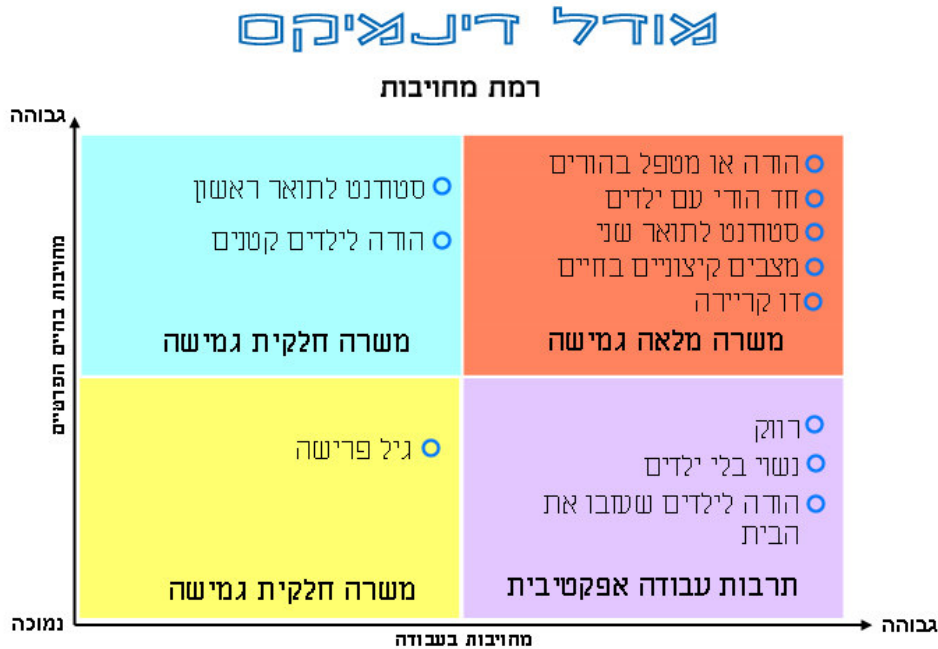 מודל דינמיקס
רמת מחויבות
גבוהה
מחויבות בחיים הפרטיים
הורה או מטפל בהורים
חד הורי עם ילדים
סטודנט לתואר שני
מצבים קיצוניים בחיים
דו קריירה
משרה מלאה גמישה
סטודנט לתואר ראשון
הורה לילדים קטנים
משרה חלקית גמישה
רווק
נשוי בלי ילדים
הורה לילדים שעזבו את
הבית
תרבות עבודה אפקטיבית
גיל פרישה
משרה חלקית גמישה
נמוכה
מחויבות בעבודה
גבוהה